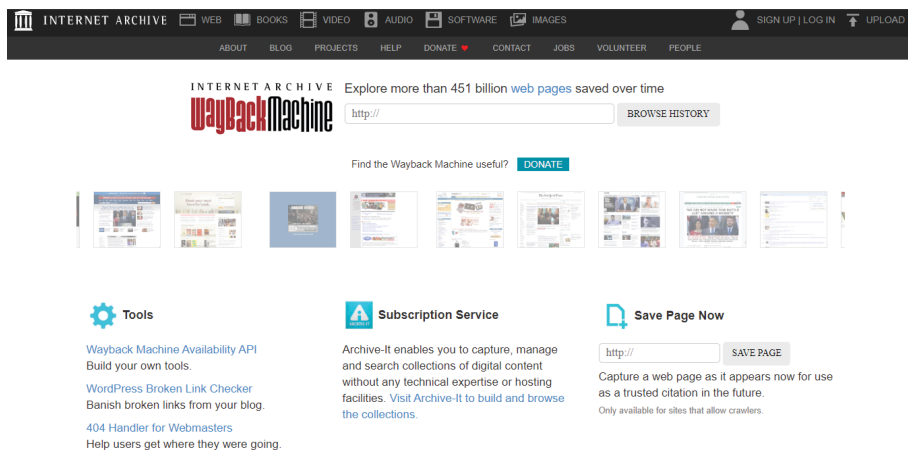 INTERNET ARCHIVE WEB BOOKS VIDEO AUDIO SOFTWARE IMAGES SIGN UP | LOG IN UPLOAD
ABOUT BLOG PROJECTS HELP DONATE CONTACT JOBS VOLUNTEER PEOPLE
INTERNET ARCHIVE
WayBackMachine
Explore more than 451 billion web pages saved over time
http:// BROWSE HISTORY
Find the Wayback Machine useful? DONATE
Tools
Wayback Machine Availability API
Build your own tools.
WordPress Broken Link Checker
Banish broken links from your blog.
404 Handler for Webmasters
Help users get where they were going.
ARCHIVE-IT
Subscription Service
Archive-It enables you to capture, manage
and search collections of digital content
without any technical expertise or hosting
facilities. Visit Archive-It to build and browse
the collections.
Save Page Now
http:// SAVE PAGE
Capture a web page as it appears now for use
as a trusted citation in the future.
Only available for sites that allow crawlers.